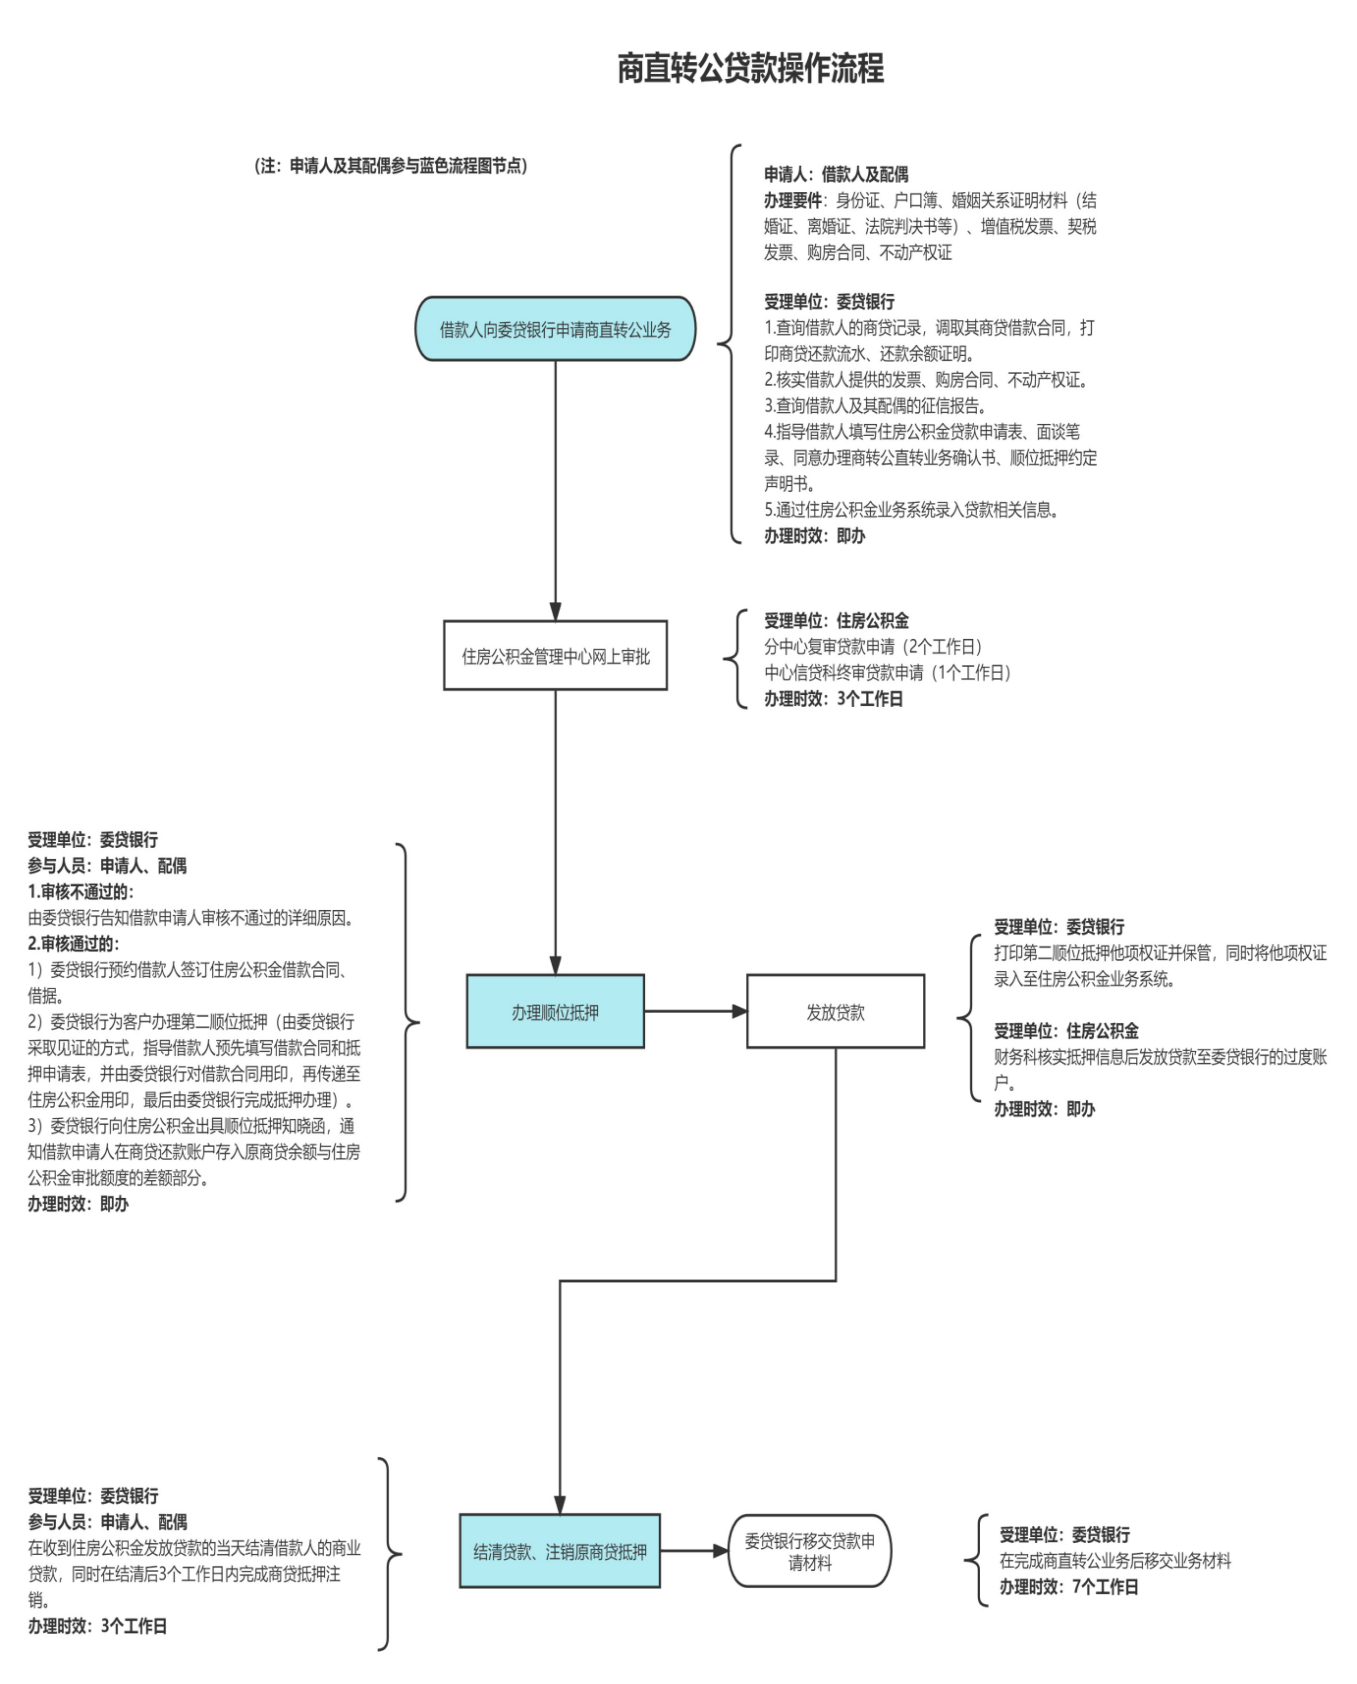 商直转公贷款操作流程
（注：申请人及其配偶参与蓝色流程图节点）
申请人：借款人及配偶
办理要件：身份证、户口簿、婚姻关系证明材料（结
婚证、离婚证、法院判决书等）、增值税发票、契税
发票、购房合同、不动产权证
受理单位：委贷银行
1.查询借款人的商贷记录，调取其商贷借款合同，打
印商贷还款流水、还款余额证明。
2.核实借款人提供的发票、购房合同、不动产权证。
3.查询借款人及其配偶的征信报告。
4.指导借款人填写住房公积金贷款申请表、面谈笔
录、同意办理商转公直转业务确认书、顺位抵押约定
声明书。
5.通过住房公积金业务系统录入贷款相关信息。
办理时效：即办
借款人向委贷银行申请商直转公业务
住房公积金管理中心网上审批
受理单位：住房公积金
分中心复审贷款申请（2个工作日）
中心信贷科终审贷款申请（1个工作日）
办理时效：3个工作日
受理单位：委贷银行
参与人员：申请人、配偶
1.审核不通过的：
由委贷银行告知借款申请人审核不通过的详细原因。
2.审核通过的：
1）委贷银行预约借款人签订住房公积金借款合同、
借据。
2）委贷银行为客户办理第二顺位抵押（由委贷银行
采取见证的方式，指导借款人预先填写借款合同和抵
押申请表，并由委贷银行对借款合同用印，再传递至
住房公积金用印，最后由委贷银行完成抵押办理）。
3）委贷银行向住房公积金出具顺位抵押知晓函，通
知借款申请人在商贷还款账户存入原商贷余额与住房
公积金审批额度的差额部分。
办理时效：即办
办理顺位抵押
发放贷款
受理单位：委贷银行
打印第二顺位抵押他项权证并保管，同时将他项权证
录入至住房公积金业务系统。
受理单位：住房公积金
财务科核实抵押信息后发放贷款至委贷银行的过度账
户。
办理时效：即办
受理单位：委贷银行
参与人员：申请人、配偶
在收到住房公积金发放贷款的当天结清借款人的商业
贷款，同时在结清后3个工作日内完成商贷抵押注
销。
办理时效：3个工作日
结清贷款、注销原商贷抵押
委贷银行移交贷款申
请材料
受理单位：委贷银行
在完成商直转公业务后移交业务材料
办理时效：7个工作日